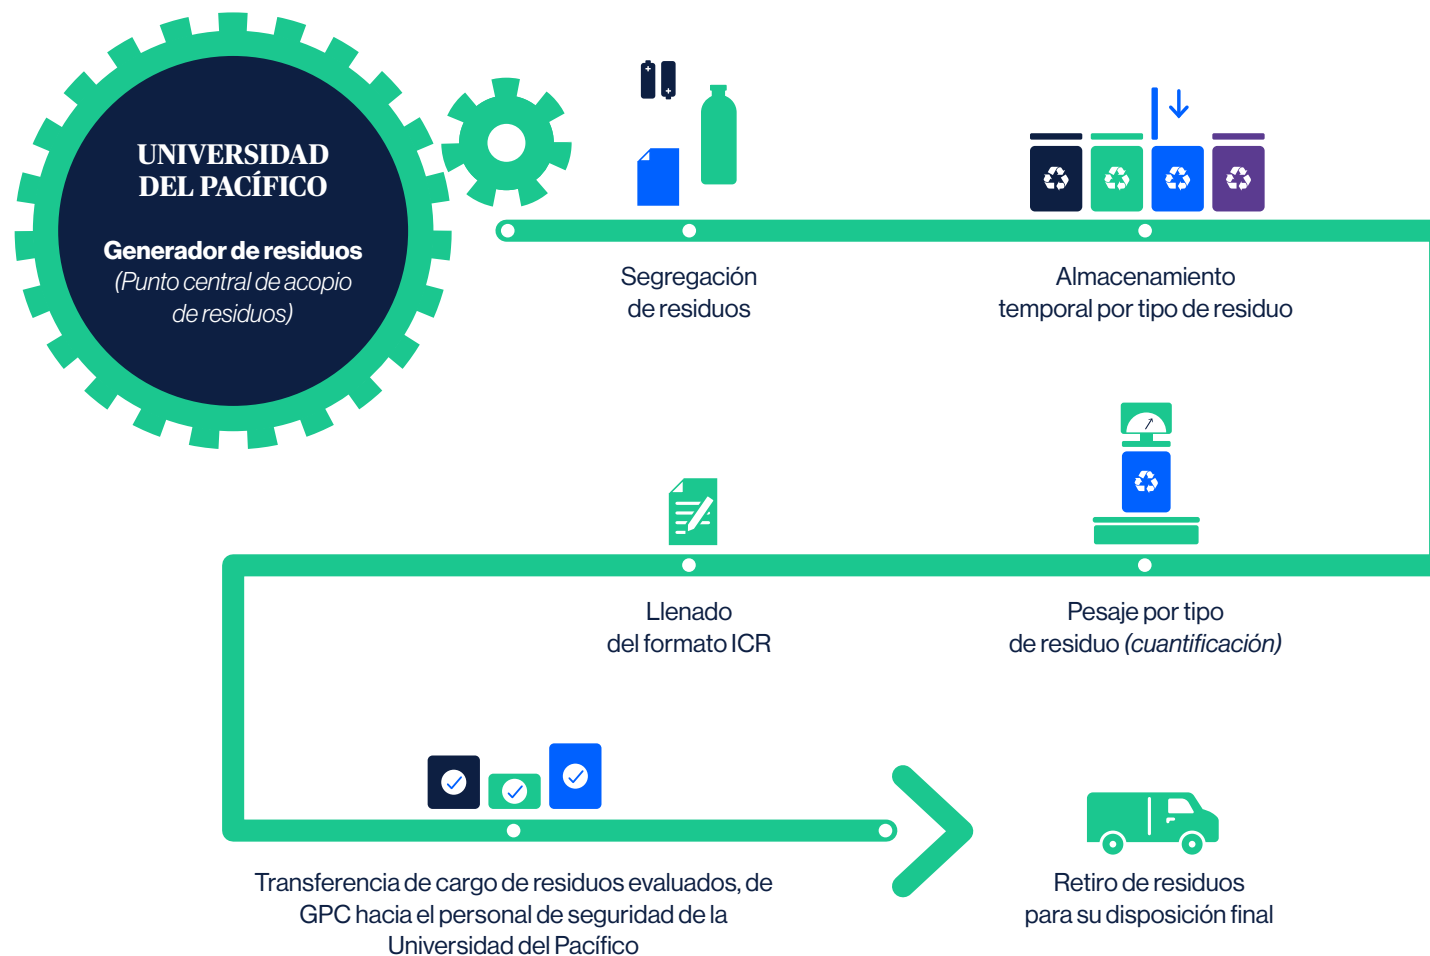 UNIVERSIDAD
DEL PACÍFICO
Generador de residuos
(Punto central de acopio
de residuos)
Segregación
de residuos
Almacenamiento
temporal por tipo de residuo
Pesaje por tipo
de residuo (cuantificación)
Llenado
del formato ICR
Transferencia de cargo de residuos evaluados, de
GPC hacia el personal de seguridad de la
Universidad del Pacífico
Retiro de residuos
para su disposición final